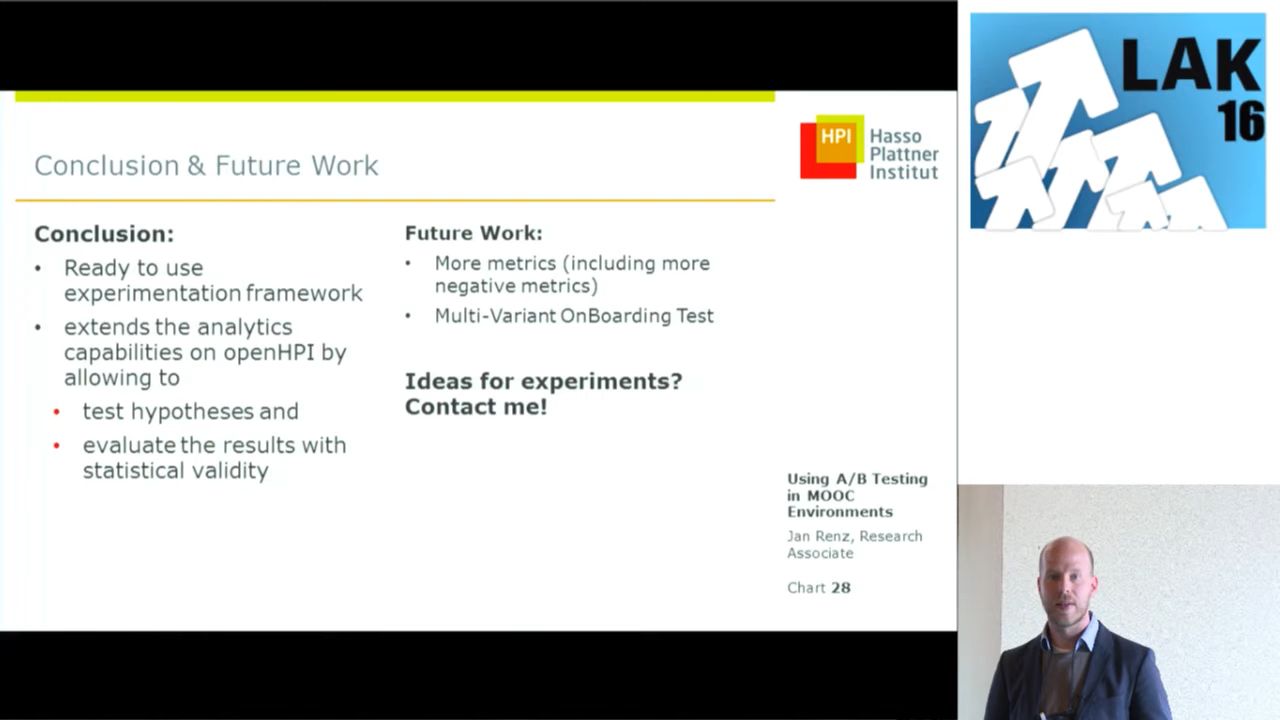 Conclusion & Future Work
HPI
Hasso
Plattner
Institut
Conclusion:
• Ready to use
experimentation framework
• extends the analytics
capabilities on openHPI by
allowing to
• test hypotheses and
• evaluate the results with
statistical validity
Future Work:
• More metrics (including more
negative metrics)
• Multi-Variant OnBoarding Test
Ideas for experiments?
Contact me!
Using A/B Testing
in MOOC
Environments
Jan Renz, Research
Associate
Chart 28
LAK
16